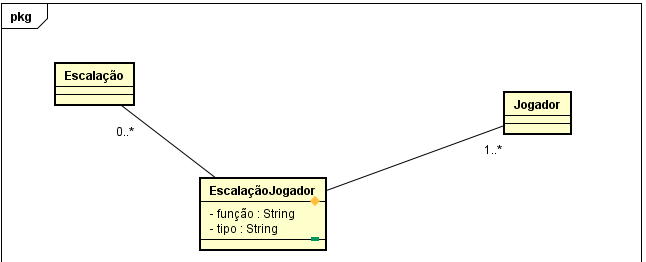 pkg
Escalação
Jogador
0..*
1..*
EscalaçãoJogador
- função : String
- tipo : String